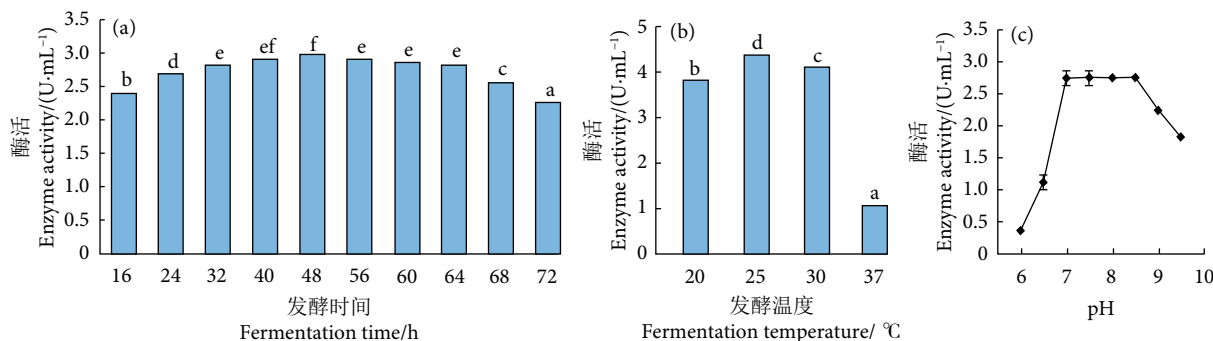 (a)
酶活
Enzyme activity/(U·mL⁻¹)
3.5
3.0
2.5
2.0
1.5
1.0
0.5
0
b
d
e
ef
f
e
e
e
c
a
16 24 32 40 48 56 60 64 68 72
发酵时间
Fermentation time/h
(b)
酶活
Enzyme activity/(U·mL⁻¹)
5
4
3
2
1
0
b
d
c
a
20 25 30 37
发酵温度
Fermentation temperature/ ℃
(c)
酶活
Enzyme activity/(U·mL⁻¹)
3.5
3.0
2.5
2.0
1.5
1.0
0.5
0
6 7 8 9 10
pH